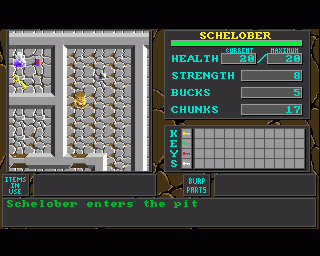 SCHELOBER
CURRENT MAXIMUM
HEALTH 20 / 20
STRENGTH 8
BUCKS 5
CHUNKS 17
KEYS
ITEMS IN USE
BURP PARTS
Schelober enters the pit